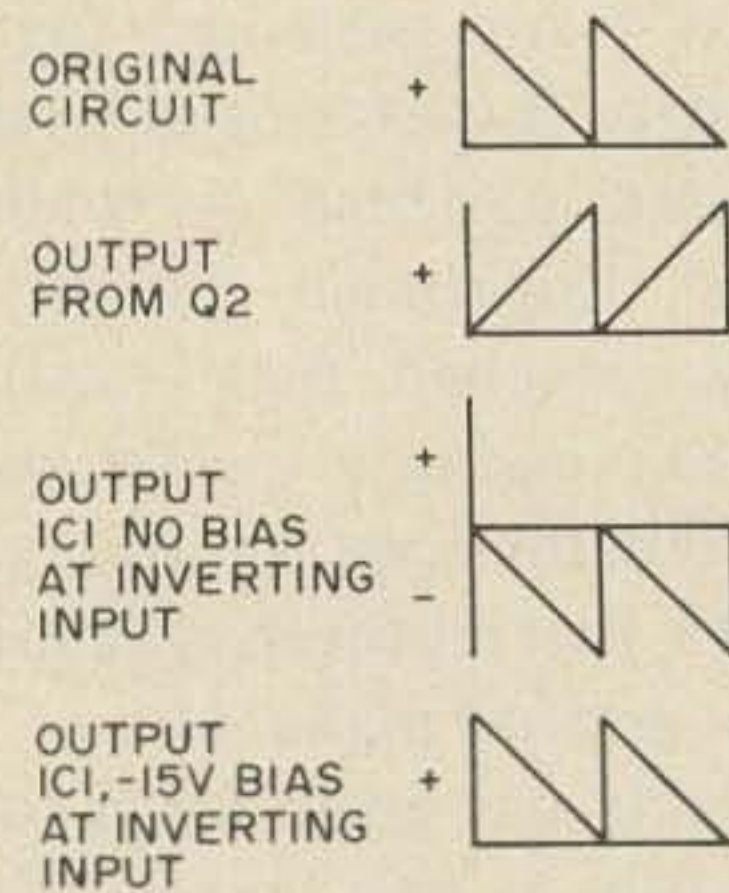 ORIGINAL
CIRCUIT
+
OUTPUT
FROM Q2
+
OUTPUT
IC1 NO BIAS
AT INVERTING
INPUT
+
-
OUTPUT
IC1,-15V BIAS
AT INVERTING
INPUT
+